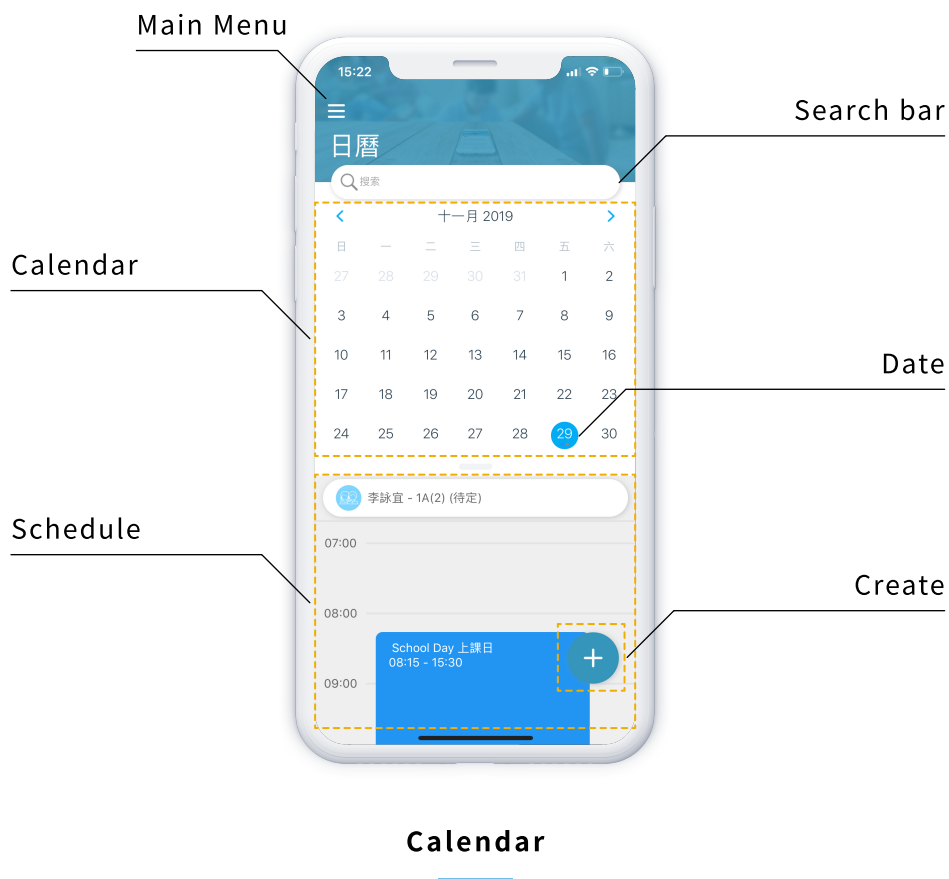 Main Menu
15:22
Search bar
日曆
搜索
十一月 2019
日 一 二 三 四 五 六
27 28 29 30 31 1 2
Calendar
3 4 5 6 7 8 9
10 11 12 13 14 15 16
Date
17 18 19 20 21 22 23
24 25 26 27 28 29 30
李詠宜 - 1A(2) (待定)
Schedule
07:00
Create
08:00
School Day 上課日
08:15 - 15:30
09:00
Calendar